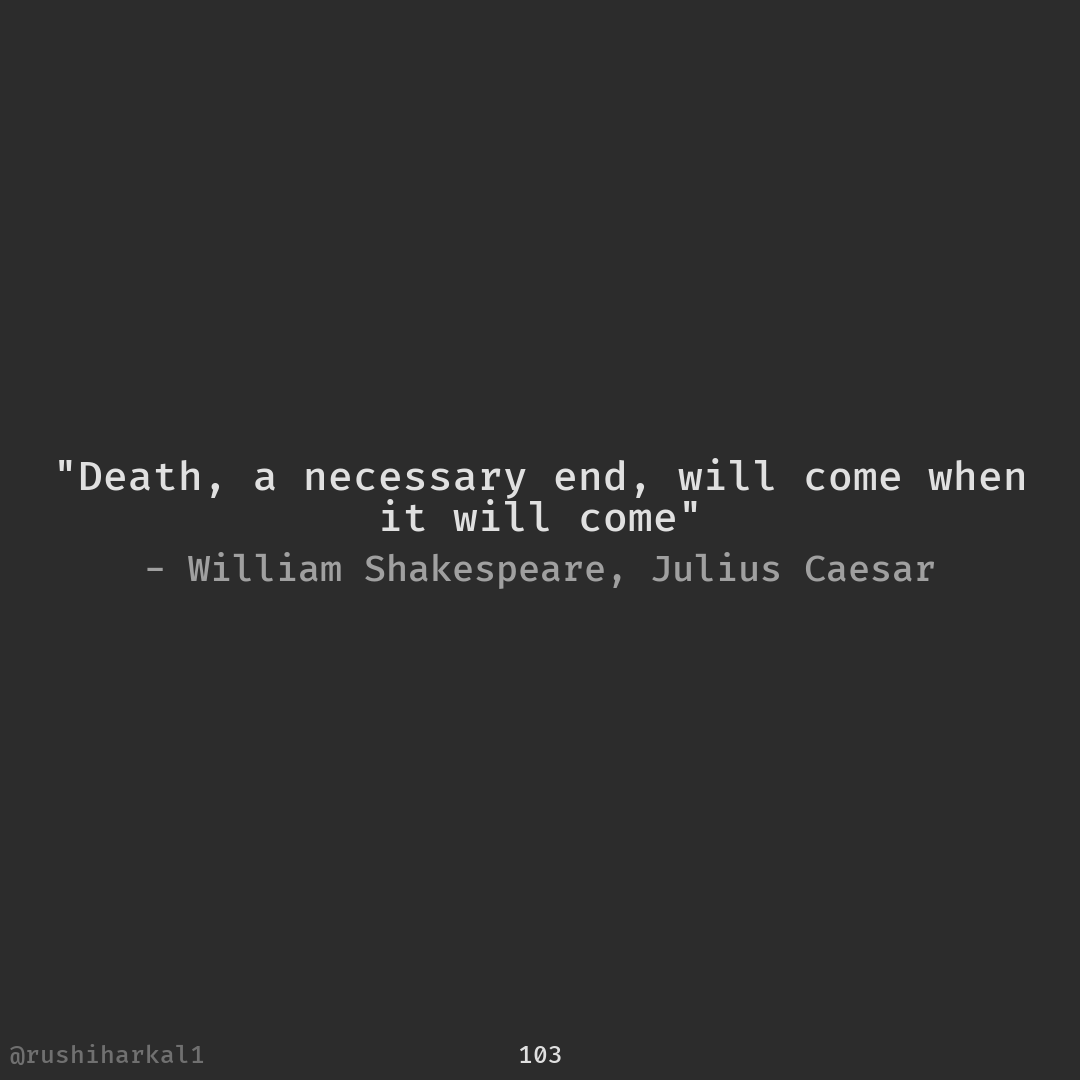 "Death, a necessary end, will come when
it will come"
- William Shakespeare, Julius Caesar
@rushiharkal1
103